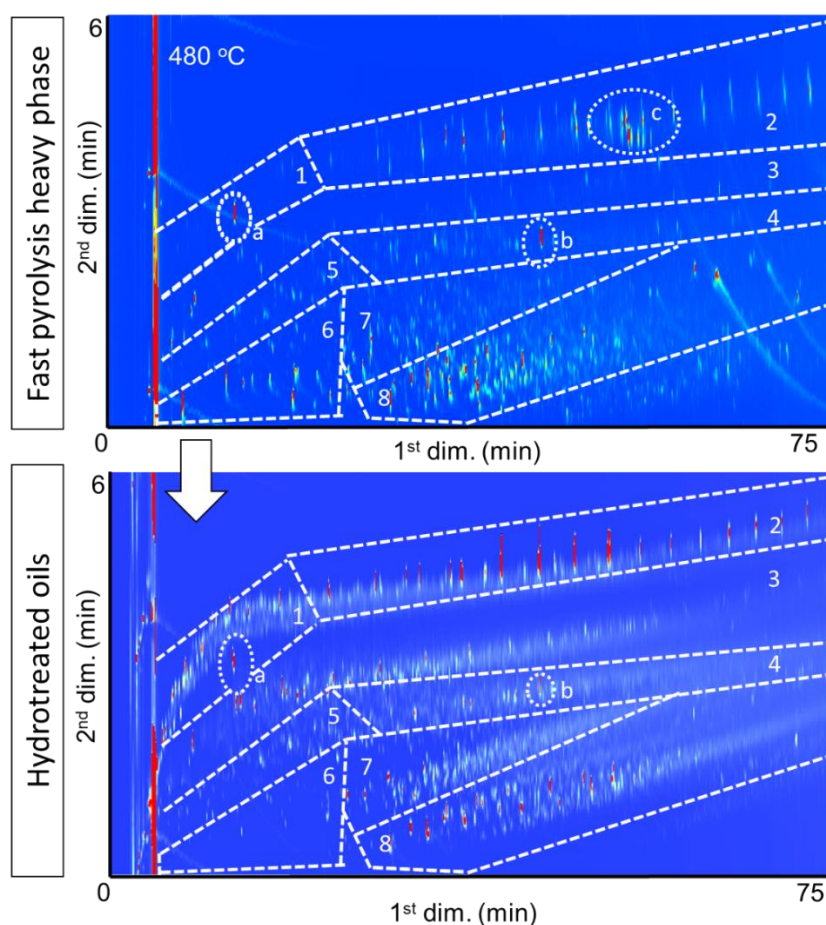 Fast pyrolysis heavy phase
2nd dim. (min)
6
480 °C
c
2
1
3
a
b
4
5
6
7
8
0
1st dim. (min)
75
Hydrotreated oils
2nd dim. (min)
6
2
3
1
a
b
4
5
6
7
8
0
1st dim. (min)
75